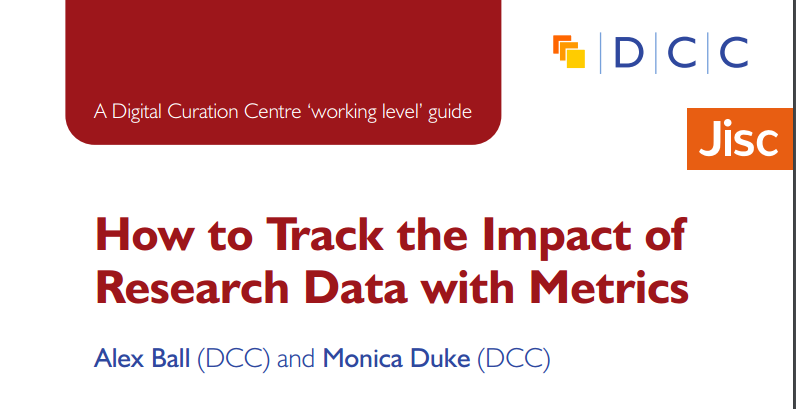 A Digital Curation Centre ‘working level’ guide
D|C|C
Jisc
How to Track the Impact of
Research Data with Metrics
Alex Ball (DCC) and Monica Duke (DCC)